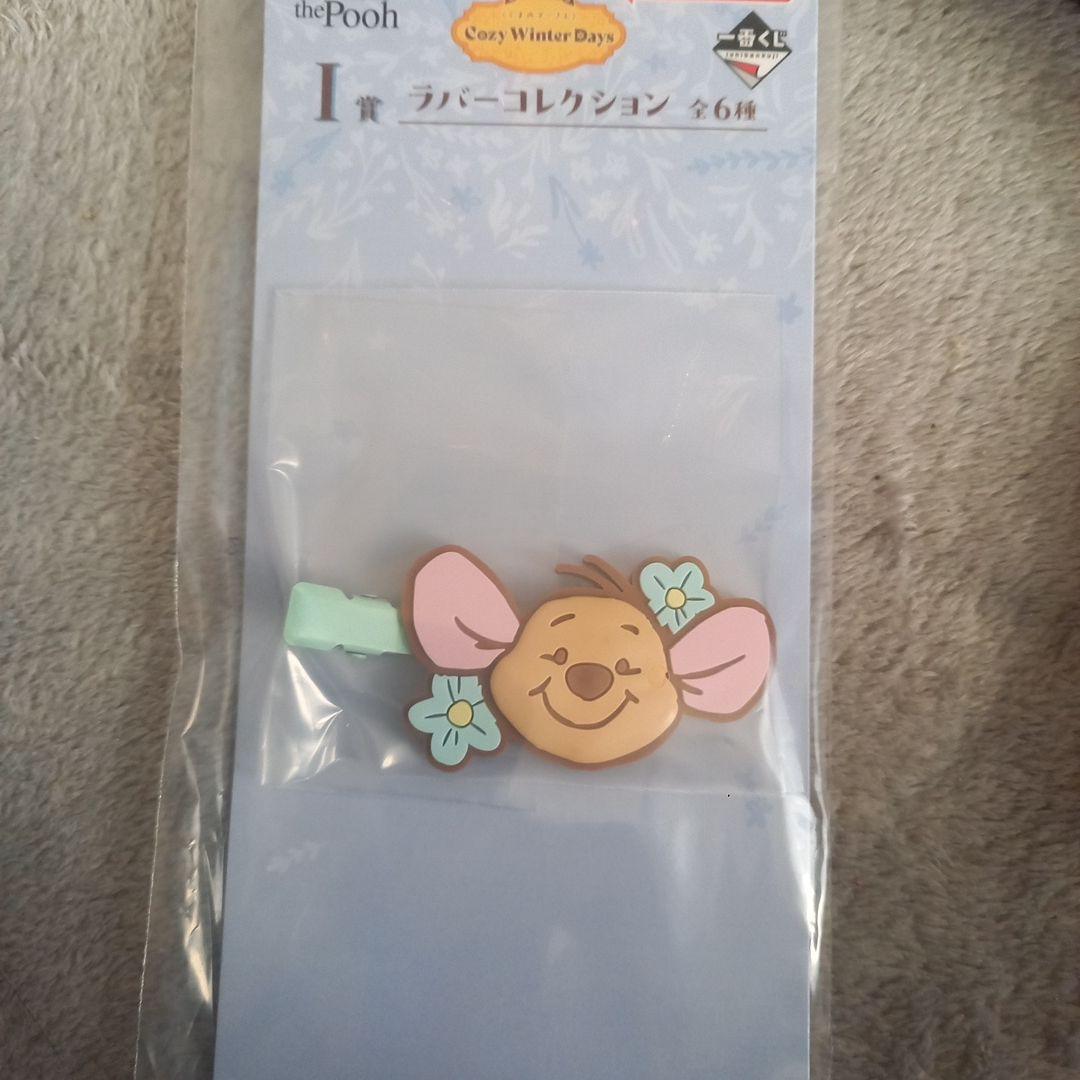 the Pooh
Cozy Winter Days
一番くじ
ichibankuji
I賞 ラバーコレクション 全6種